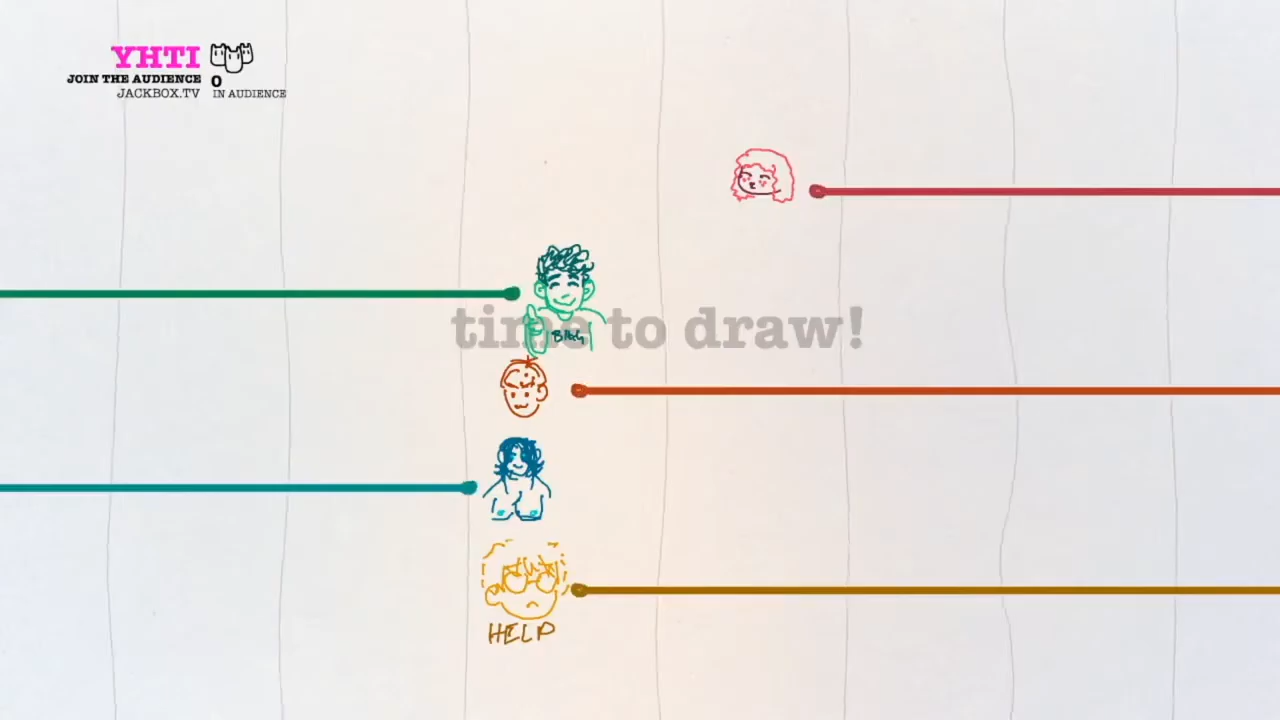 YHTI
JOIN THE AUDIENCE
JACKBOX.TV
0
IN AUDIENCE
time to draw!
HELP